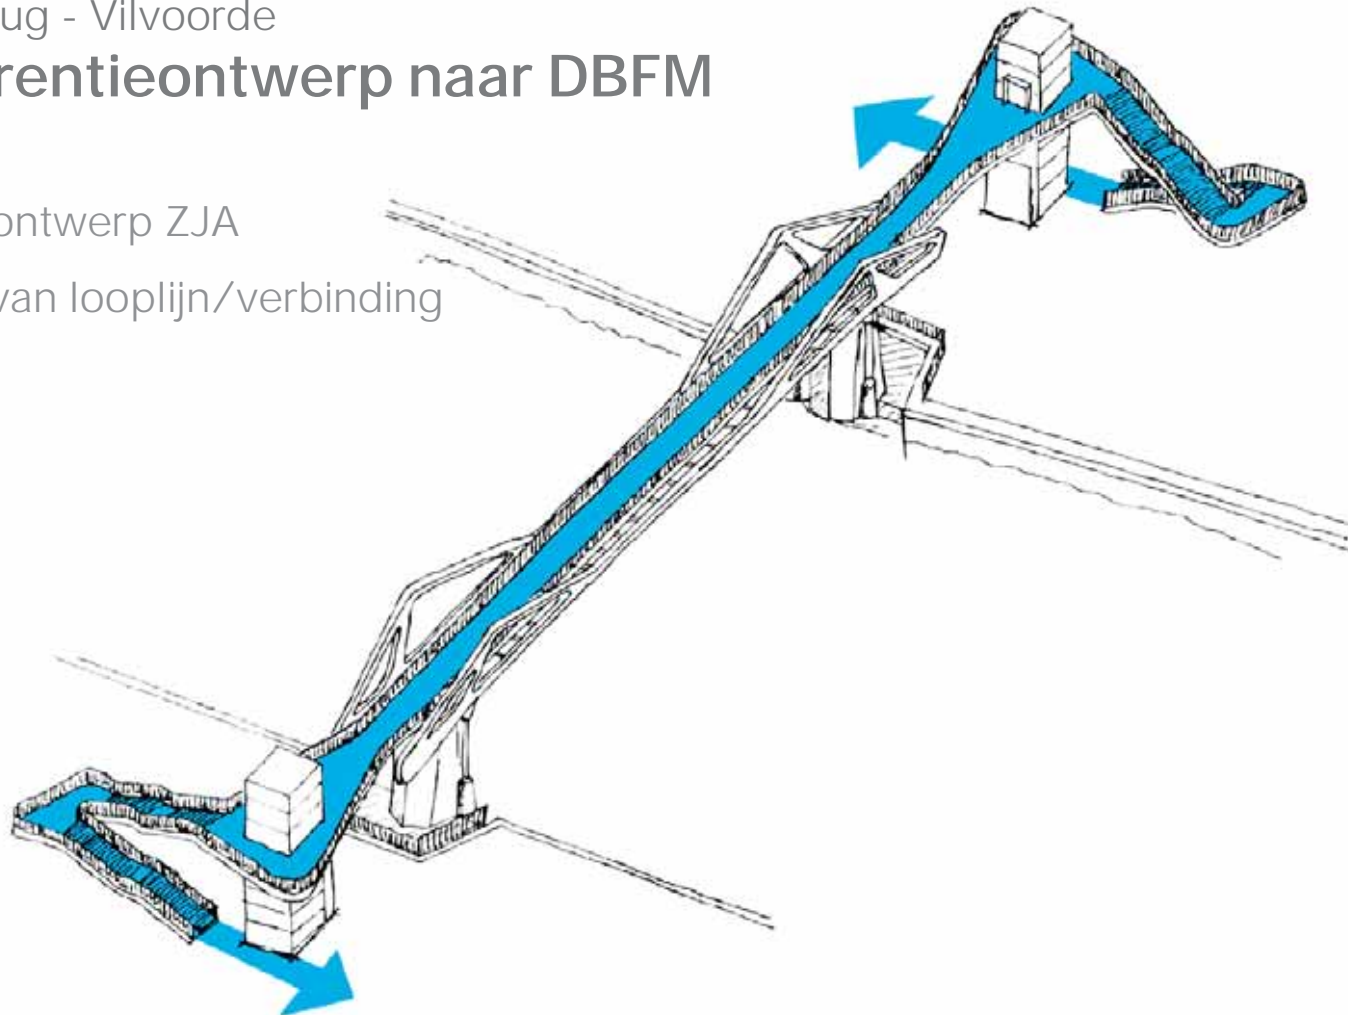 ug - Vilvoorde
rentieontwerp naar DBFM
ontwerp ZJA
van looplijn/verbinding